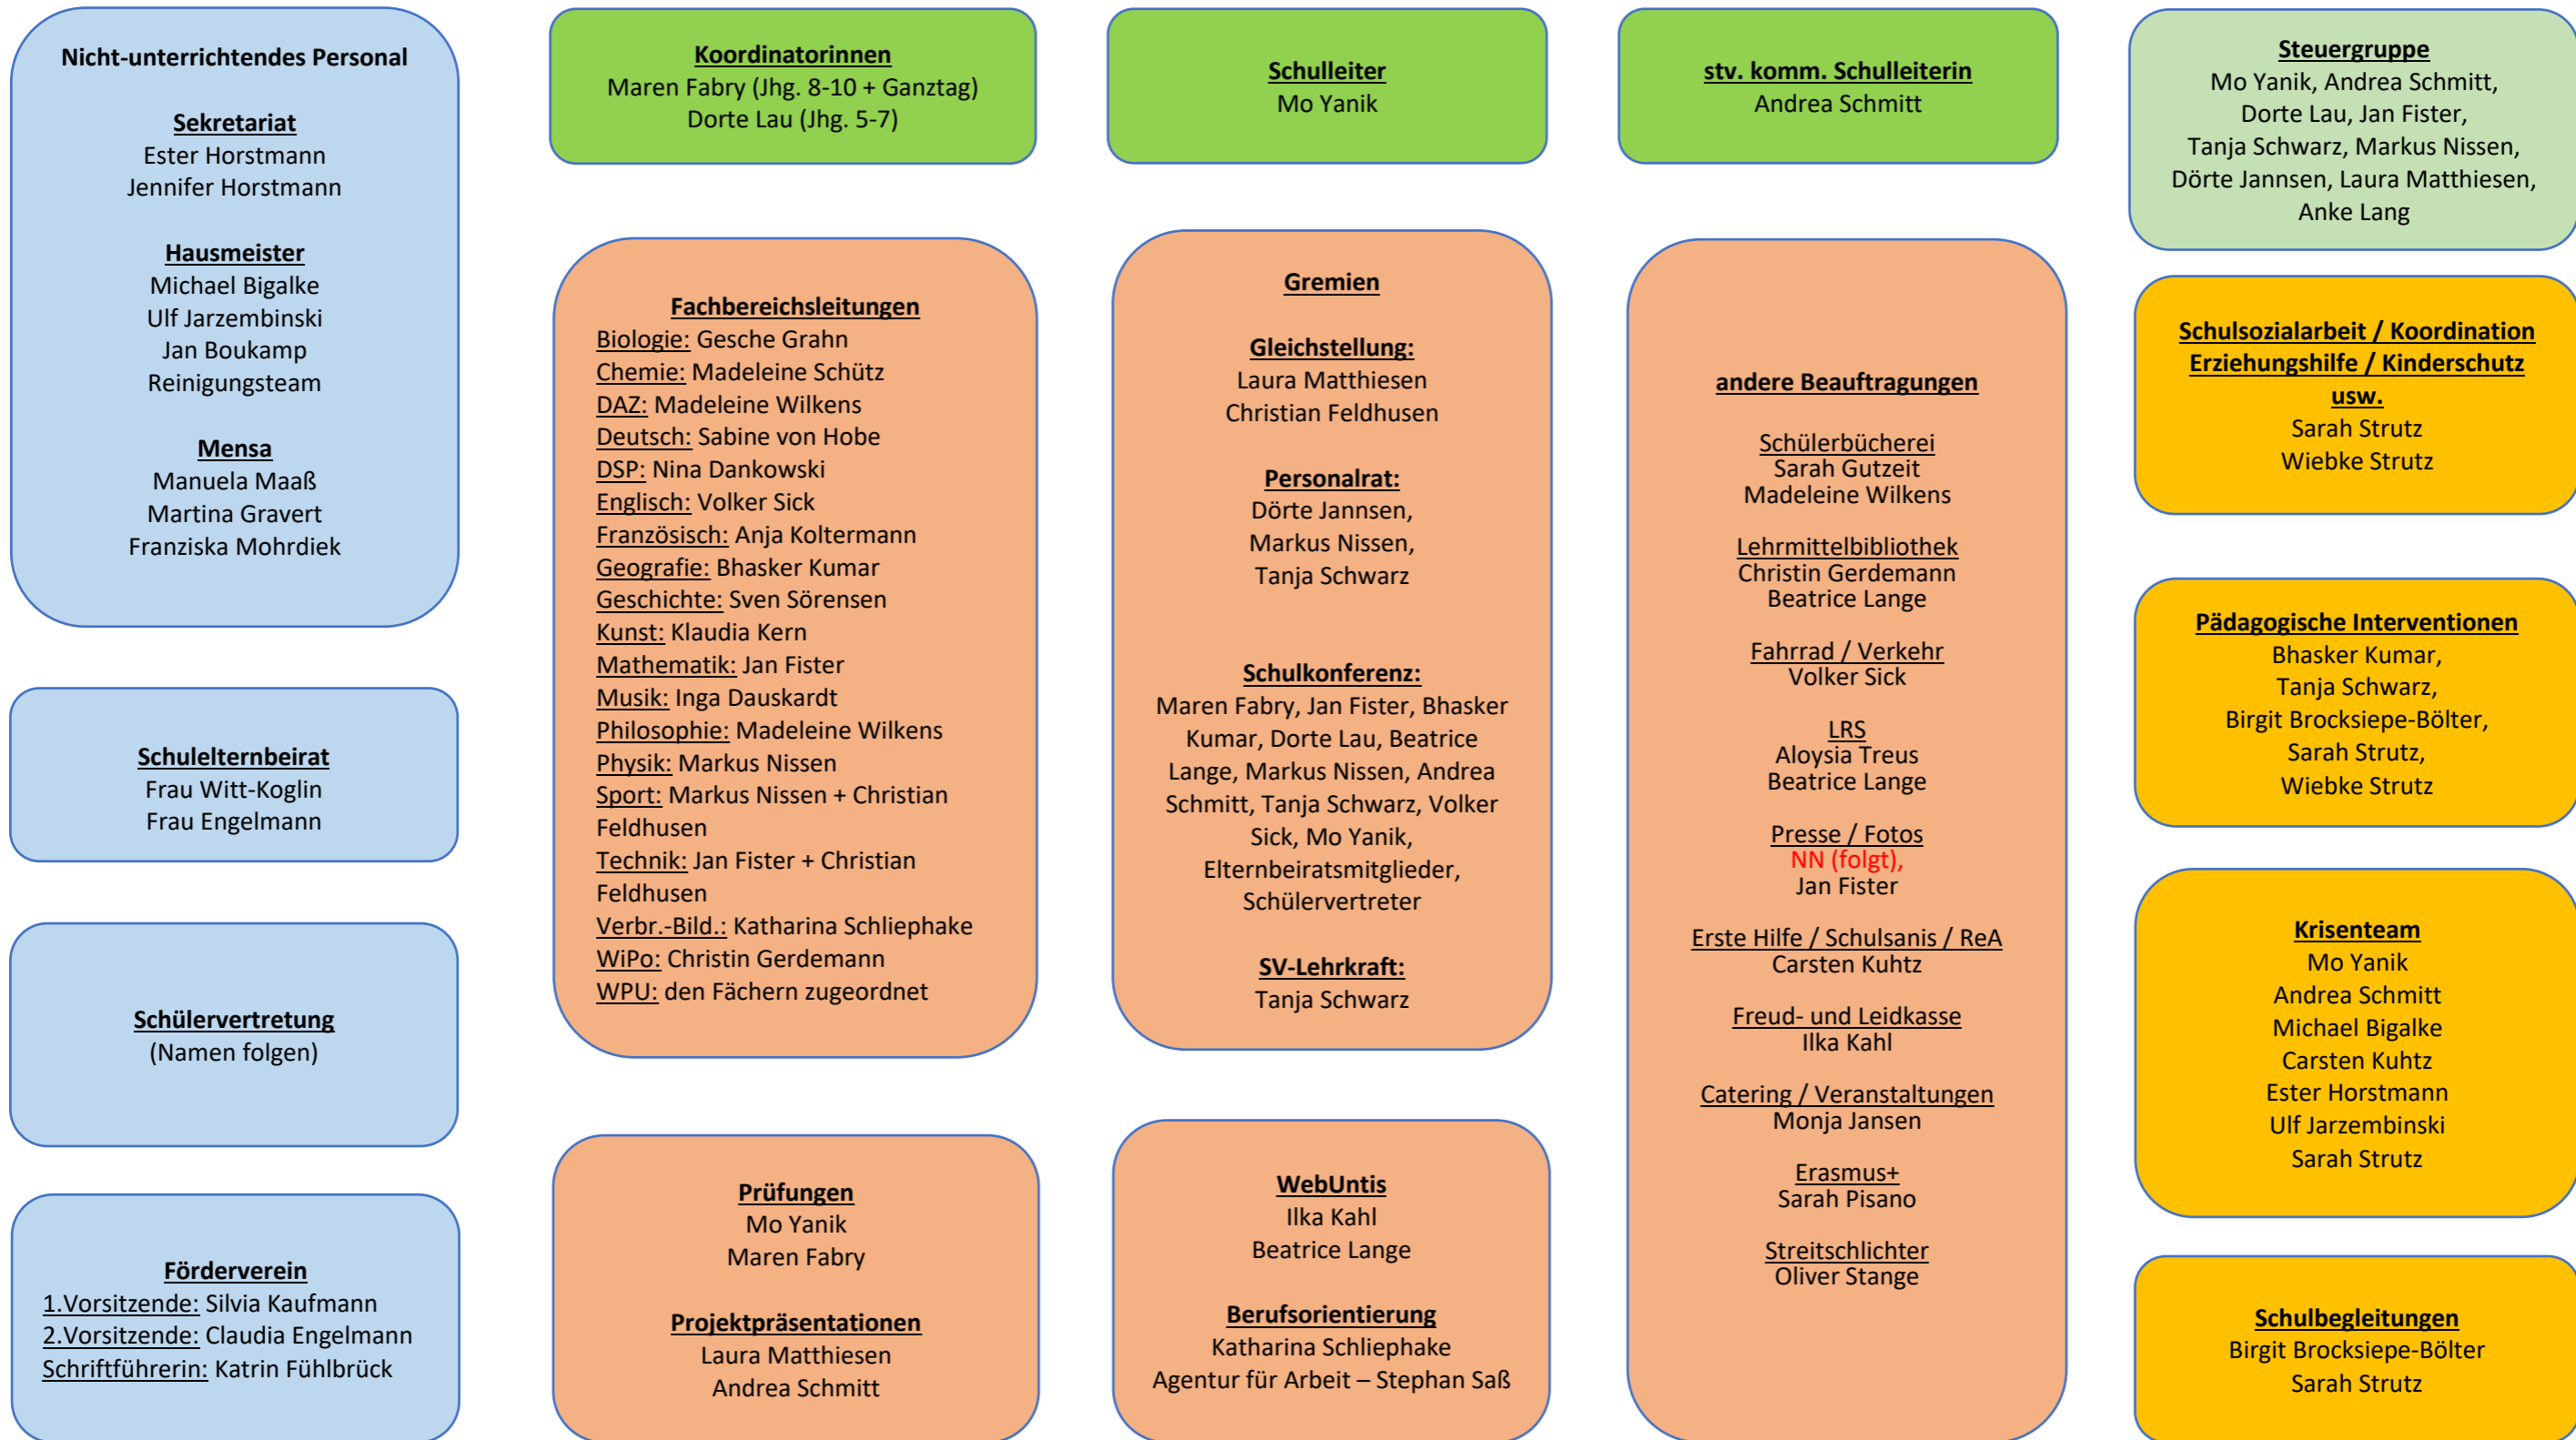 Nicht-unterrichtendes Personal
Sekretariat
Ester Horstmann
Jennifer Horstmann
Hausmeister
Michael Bigalke
Ulf Jarzembinski
Jan Boukamp
Reinigungsteam
Mensa
Manuela Maaß
Martina Gravert
Franziska Mohrdiek
Schulelternbeirat
Frau Witt-Koglin
Frau Engelmann
Schülervertretung
(Namen folgen)
Förderverein
1.Vorsitzende: Silvia Kaufmann
2.Vorsitzende: Claudia Engelmann
Schriftführerin: Katrin Fühlbrück
Koordinatorinnen
Maren Fabry (Jhg. 8-10 + Ganztag)
Dorte Lau (Jhg. 5-7)
Fachbereichsleitungen
Biologie: Gesche Grahn
Chemie: Madeleine Schütz
DAZ: Madeleine Wilkens
Deutsch: Sabine von Hobe
DSP: Nina Dankowski
Englisch: Volker Sick
Französisch: Anja Koltermann
Geografie: Bhasker Kumar
Geschichte: Sven Sörensen
Kunst: Klaudia Kern
Mathematik: Jan Fister
Musik: Inga Dauskardt
Philosophie: Madeleine Wilkens
Physik: Markus Nissen
Sport: Markus Nissen + Christian
Feldhusen
Technik: Jan Fister + Christian
Feldhusen
Verbr.-Bild.: Katharina Schliephake
WiPo: Christin Gerdemann
WPU: den Fächern zugeordnet
Prüfungen
Mo Yanik
Maren Fabry
Projektpräsentationen
Laura Matthiesen
Andrea Schmitt
Schulleiter
Mo Yanik
Gremien
Gleichstellung:
Laura Matthiesen
Christian Feldhusen
Personalrat:
Dörte Jannsen,
Markus Nissen,
Tanja Schwarz
Schulkonferenz:
Maren Fabry, Jan Fister, Bhasker
Kumar, Dorte Lau, Beatrice
Lange, Markus Nissen, Andrea
Schmitt, Tanja Schwarz, Volker
Sick, Mo Yanik,
Elternbeiratsmitglieder,
Schülervertreter
SV-Lehrkraft:
Tanja Schwarz
WebUntis
Ilka Kahl
Beatrice Lange
Berufsorientierung
Katharina Schliephake
Agentur für Arbeit – Stephan Saß
stv. komm. Schulleiterin
Andrea Schmitt
andere Beauftragungen
Schülerbücherei
Sarah Gutzeit
Madeleine Wilkens
Lehrmittelbibliothek
Christin Gerdemann
Beatrice Lange
Fahrrad / Verkehr
Volker Sick
LRS
Aloysia Treus
Beatrice Lange
Presse / Fotos
NN (folgt),
Jan Fister
Erste Hilfe / Schulsanis / ReA
Carsten Kuhtz
Freud- und Leidkasse
Ilka Kahl
Catering / Veranstaltungen
Monja Jansen
Erasmus+
Sarah Pisano
Streitschlichter
Oliver Stange
Steuergruppe
Mo Yanik, Andrea Schmitt,
Dorte Lau, Jan Fister,
Tanja Schwarz, Markus Nissen,
Dörte Jannsen, Laura Matthiesen,
Anke Lang
Schulsozialarbeit / Koordination
Erziehungshilfe / Kinderschutz
usw.
Sarah Strutz
Wiebke Strutz
Pädagogische Interventionen
Bhasker Kumar,
Tanja Schwarz,
Birgit Brocksiepe-Bölter,
Sarah Strutz,
Wiebke Strutz
Krisenteam
Mo Yanik
Andrea Schmitt
Michael Bigalke
Carsten Kuhtz
Ester Horstmann
Ulf Jarzembinski
Sarah Strutz
Schulbegleitungen
Birgit Brocksiepe-Bölter
Sarah Strutz